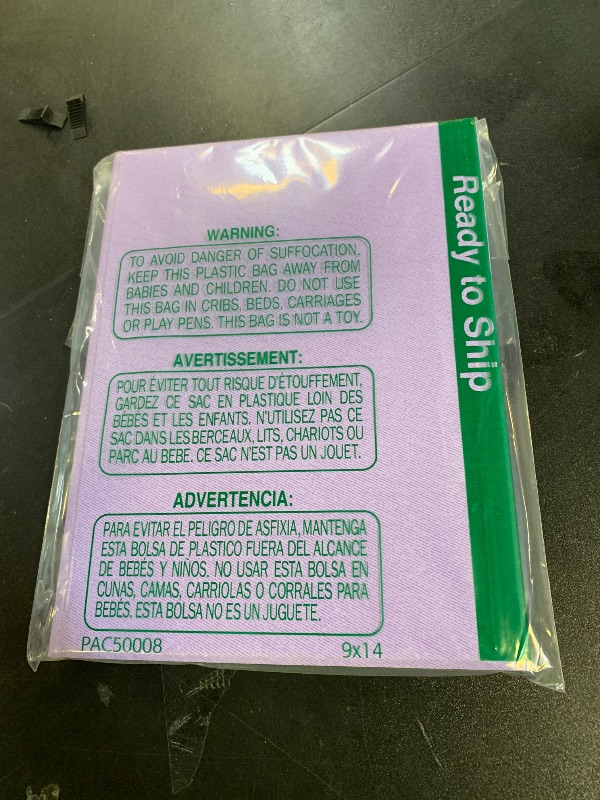 WARNING:
TO AVOID DANGER OF SUFFOCATION,
KEEP THIS PLASTIC BAG AWAY FROM
BABIES AND CHILDREN. DO NOT USE
THIS BAG IN CRIBS, BEDS, CARRIAGES
OR PLAY PENS. THIS BAG IS NOT A TOY.
AVERTISSEMENT:
POUR ÉVITER TOUT RISQUE D'ÉTOUFFEMENT,
GARDEZ CE SAC EN PLASTIQUE LOIN DES
BÉBÉS ET LES ENFANTS. N'UTILISEZ PAS CE
SAC DANS LES BERCEAUX, LITS, CHARIOTS OU
PARC AU BEBE. CE SAC N'EST PAS UN JOUET.
ADVERTENCIA:
PARA EVITAR EL PELIGRO DE ASFIXIA, MANTENGA
ESTA BOLSA DE PLASTICO FUERA DEL ALCANCE
DE BEBÉS Y NIÑOS. NO USAR ESTA BOLSA EN
CUNAS, CAMAS, CARRIOLAS O CORRALES PARA
BEBÉS. ESTA BOLSA NO ES UN JUGUETE.
PAC50008
9x14
Ready to Ship